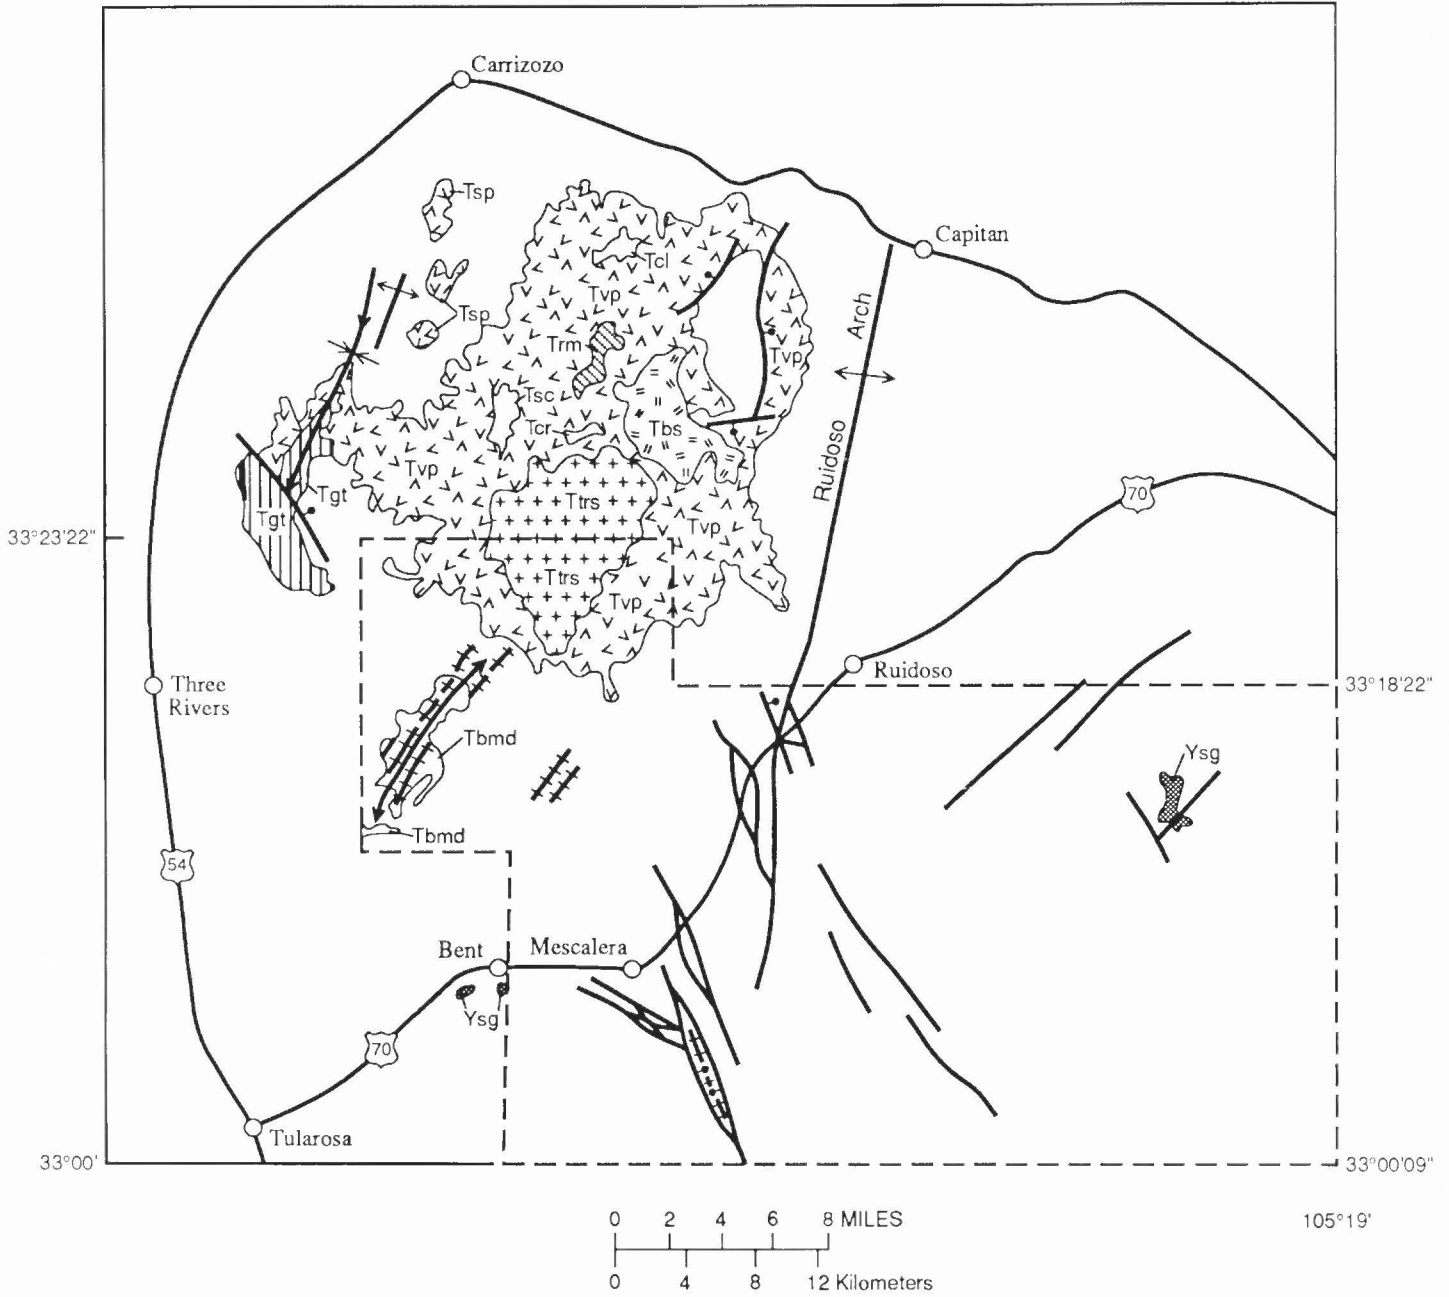 Carrizozo
Tsp
Capitan
Tcl
Tvp
Tsp
Arch
Trm
Tvp
Tsc
Tcr
Tbs
Ruidoso
Tvp
Tgt
Ttrs
70
Tgt
Tvp
33°23'22"
Ttrs
Tvp
Ruidoso
Three
Rivers
33°18'22"
Tbmd
Ysg
Tbmd
54
Bent
Mescalera
Ysg
70
Tularosa
33°00'
33°00'09"
0 2 4 6 8 MILES
105°19'
0 4 8 12 Kilometers